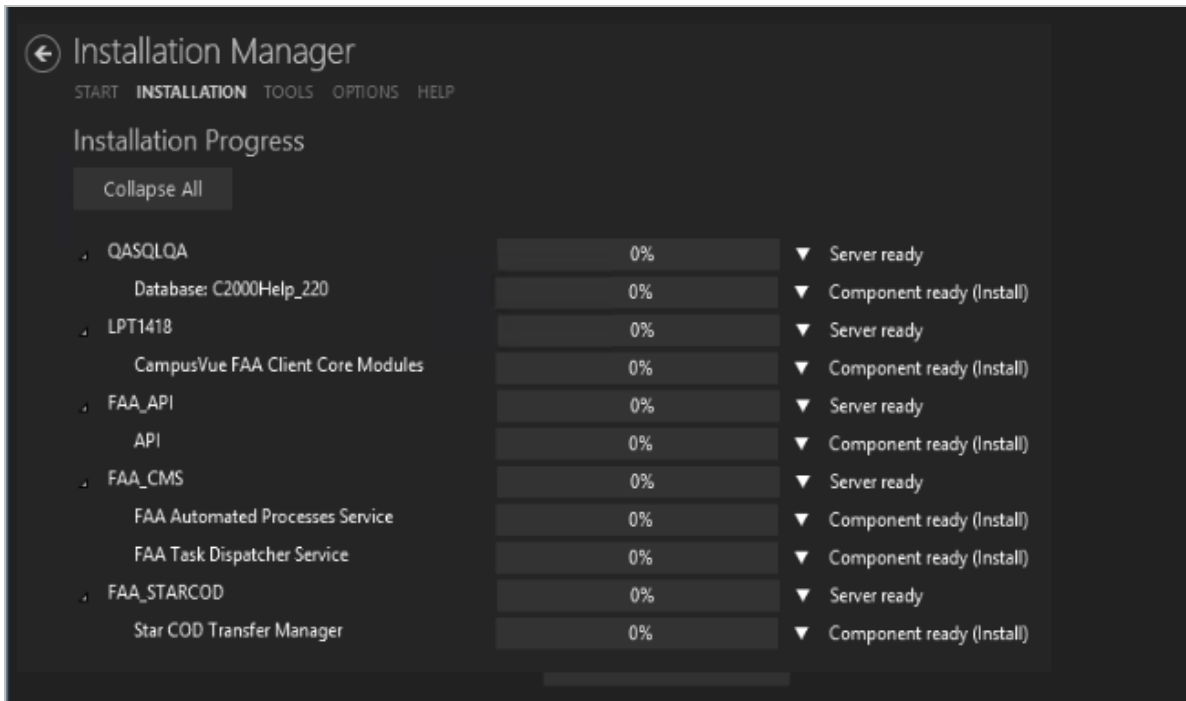 Installation Manager
START INSTALLATION TOOLS OPTIONS HELP
Installation Progress
Collapse All
QASQLQA 0% Server ready
Database: C2000Help_220 0% Component ready (Install)
LPT1418 0% Server ready
CampusVue FAA Client Core Modules 0% Component ready (Install)
FAA_API 0% Server ready
API 0% Component ready (Install)
FAA_CMS 0% Server ready
FAA Automated Processes Service 0% Component ready (Install)
FAA Task Dispatcher Service 0% Component ready (Install)
FAA_STARCOD 0% Server ready
Star COD Transfer Manager 0% Component ready (Install)